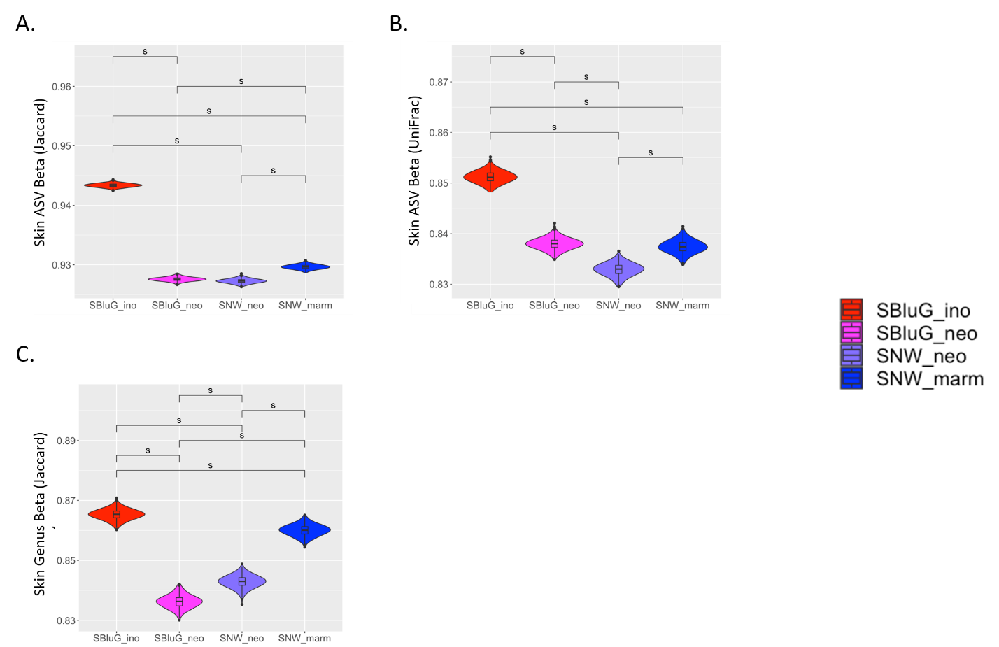 A.
s
s
s
s
s
0.96
0.95
0.94
0.93
Skin ASV Beta (Jaccard)
SBluG_ino SBluG_neo SNW_neo SNW_marm
B.
s
s
s
s
s
0.87
0.86
0.85
0.84
0.83
Skin ASV Beta (UniFrac)
SBluG_ino SBluG_neo SNW_neo SNW_marm
SBluG_ino
SBluG_neo
SNW_neo
SNW_marm
C.
s
s
s
s
s
s
0.89
0.87
0.85
0.83
Skin Genus Beta (Jaccard)
SBluG_ino SBluG_neo SNW_neo SNW_marm